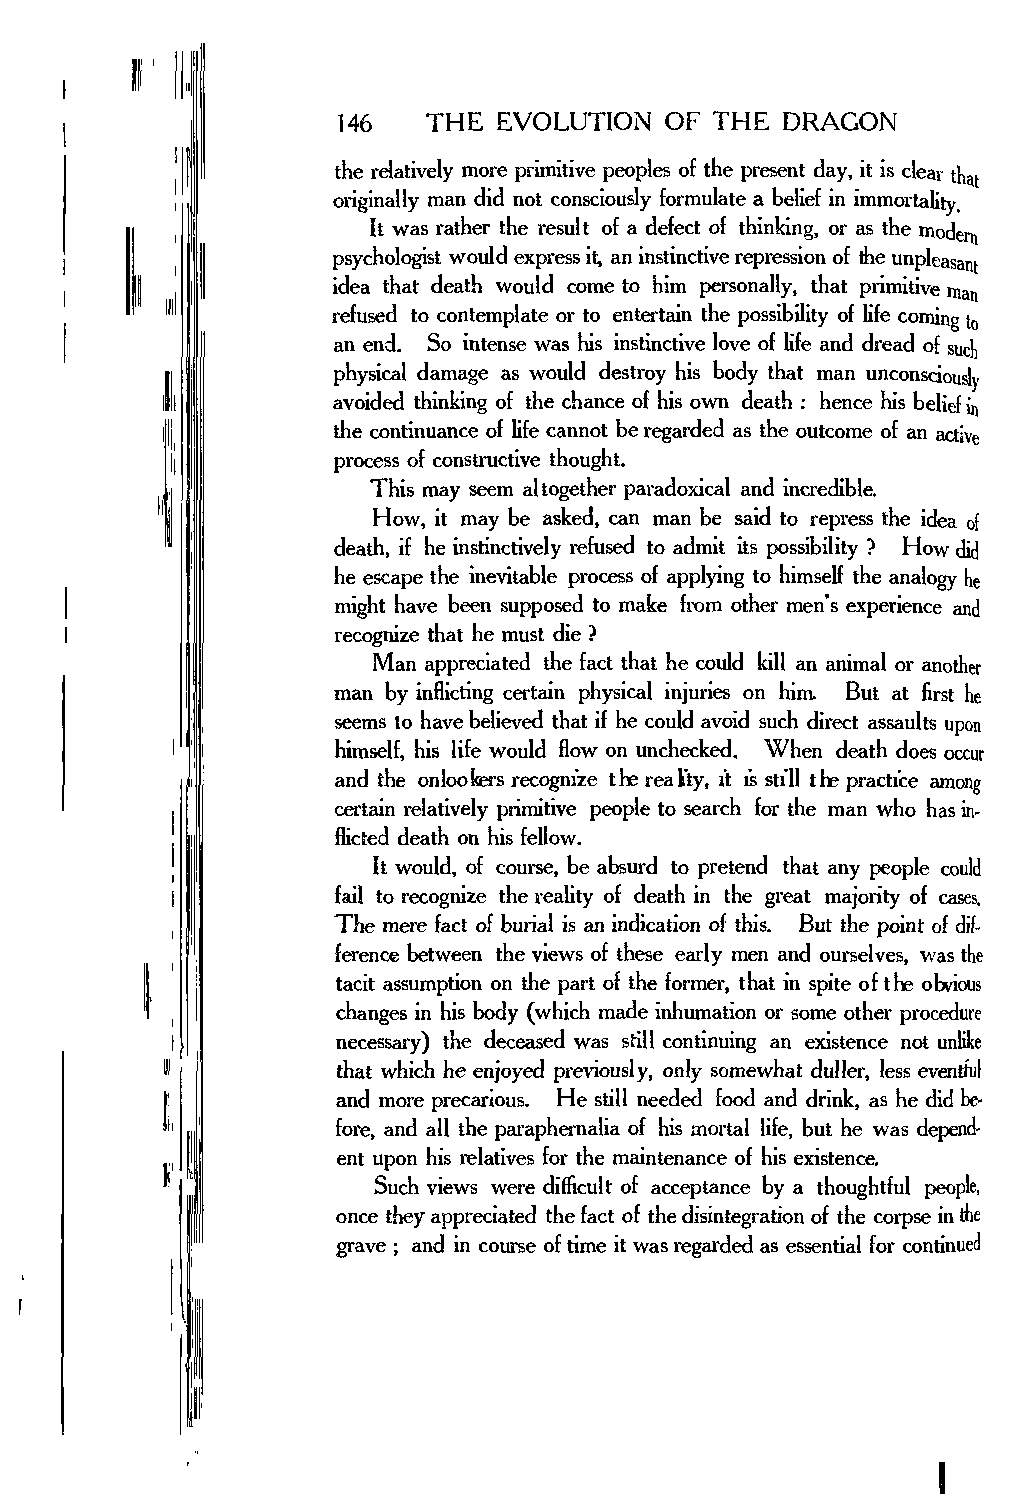 146 THE EVOLUTION OF THE DRAGON
the relatively more primitive peoples of the present day, it is clear that
originally man did not consciously formulate a belief in immortality.
It was rather the result of a defect of thinking, or as the modern
psychologist would express it, an instinctive repression of the unpleasant
idea that death would come to him personally, that primitive man
refused to contemplate or to entertain the possibility of life coming to
an end. So intense was his instinctive love of life and dread of such
physical damage as would destroy his body that man unconsciously
avoided thinking of the chance of his own death : hence his belief in
the continuance of life cannot be regarded as the outcome of an active
process of constructive thought.
This may seem altogether paradoxical and incredible.
How, it may be asked, can man be said to repress the idea of
death, if he instinctively refused to admit its possibility ? How did
he escape the inevitable process of applying to himself the analogy he
might have been supposed to make from other men's experience and
recognize that he must die ?
Man appreciated the fact that he could kill an animal or another
man by inflicting certain physical injuries on him. But at first he
seems to have believed that if he could avoid such direct assaults upon
himself, his life would flow on unchecked. When death does occur
and the onlookers recognize the reality, it is still the practice among
certain relatively primitive people to search for the man who has in-
flicted death on his fellow.
It would, of course, be absurd to pretend that any people could
fail to recognize the reality of death in the great majority of cases.
The mere fact of burial is an indication of this. But the point of dif-
ference between the views of these early men and ourselves, was the
tacit assumption on the part of the former, that in spite of the obvious
changes in his body (which made inhumation or some other procedure
necessary) the deceased was still continuing an existence not unlike
that which he enjoyed previously, only somewhat duller, less eventful
and more precarious. He still needed food and drink, as he did be-
fore, and all the paraphernalia of his mortal life, but he was depend-
ent upon his relatives for the maintenance of his existence.
Such views were difficult of acceptance by a thoughtful people,
once they appreciated the fact of the disintegration of the corpse in the
grave ; and in course of time it was regarded as essential for continued